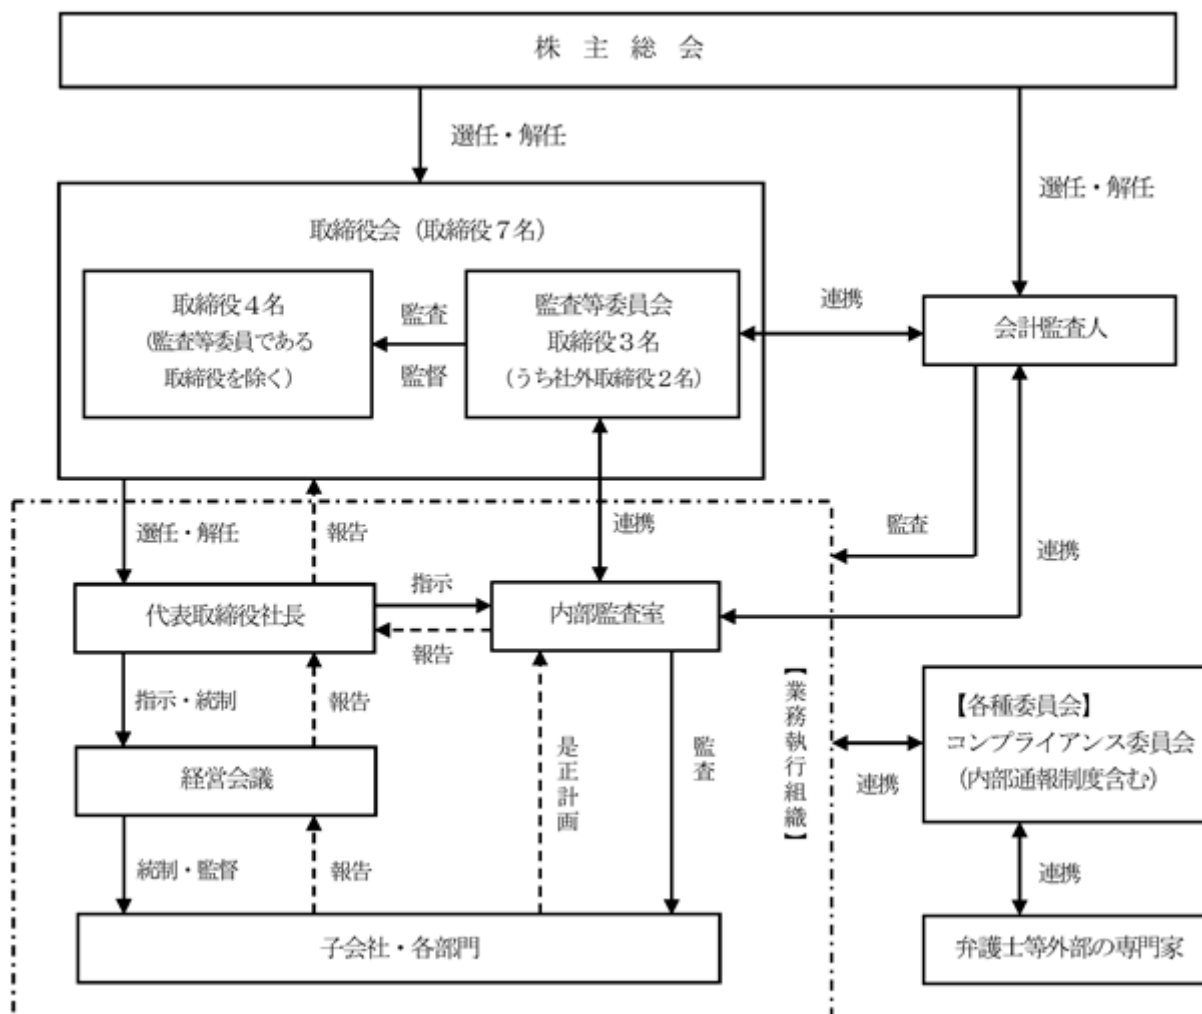 株主総会
選任・解任
選任・解任
取締役会（取締役７名）
取締役４名
（監査等委員である
取締役を除く）
監査
監督
監査等委員会
取締役３名
（うち社外取締役２名）
連携
会計監査人
選任・解任
報告
連携
監査
連携
代表取締役社長
指示
報告
内部監査室
指示・統制
報告
是正計画
監査
【業務執行組織】
連携
【各種委員会】
コンプライアンス委員会
（内部通報制度含む）
経営会議
統制・監督
報告
連携
子会社・各部門
弁護士等外部の専門家